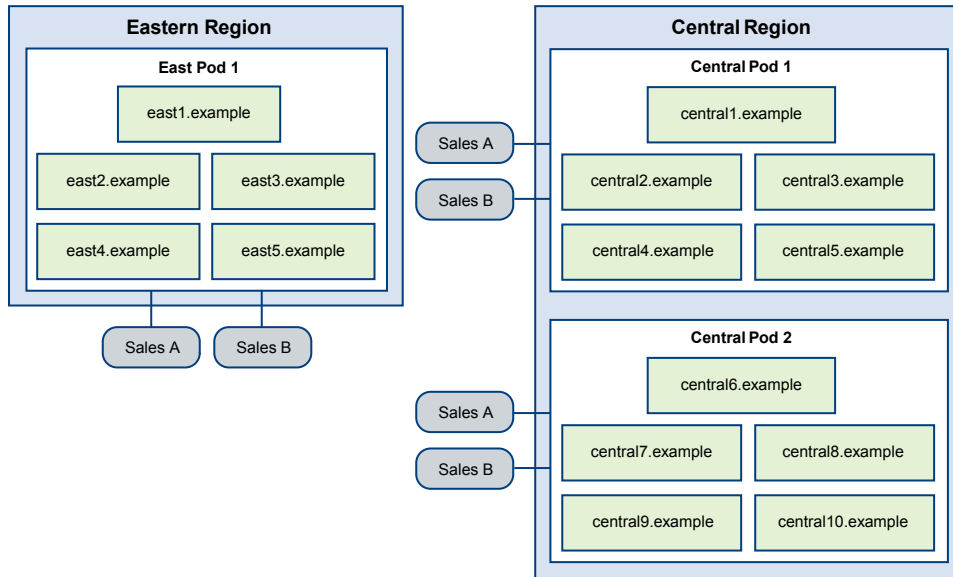 Eastern Region
East Pod 1
east1.example
east2.example
east3.example
east4.example
east5.example
Sales A
Sales B
Central Region
Central Pod 1
central1.example
Sales A
central2.example
central3.example
Sales B
central4.example
central5.example
Central Pod 2
central6.example
Sales A
central7.example
central8.example
Sales B
central9.example
central10.example